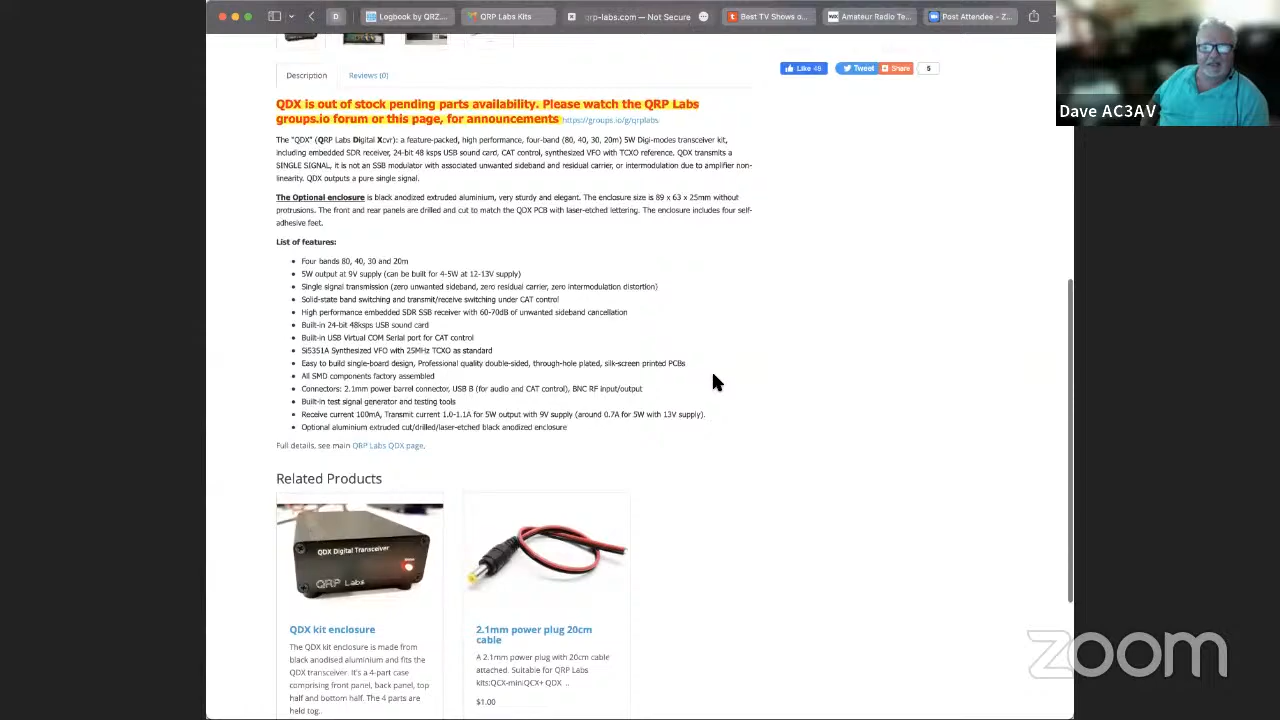 D
Logbook by QRZ.
QRP Labs Kits
qrp-labs.com — Not Secure
Best TV Shows o
Amateur Radio Te..
Post Attendee - Z..
Dave AC3AV
Description
Reviews (0)
Like 49
Tweet
Share
5
QDX is out of stock pending parts availability. Please watch the QRP Labs
groups.io forum or this page, for announcements https://groups.io/g/qrplabs
The "QDX" (QRP Labs Digital Xcvr): a feature-packed, high performance, four-band (80, 40, 30, 20m) 5W Digi-modes transceiver kit,
including embedded SDR receiver, 24-bit 48 ksps USB sound card, CAT control, synthesized VFO with TCXO reference. QDX transmits a
SINGLE SIGNAL, it is not an SSB modulator with associated unwanted sideband and residual carrier, or intermodulation due to amplifier non-
linearity. QDX outputs a pure single signal.
The Optional enclosure is black anodized extruded aluminium, very sturdy and elegant. The enclosure size is 89 x 63 x 25mm without
protrusions. The front and rear panels are drilled and cut to match the QDX PCB with laser-etched lettering. The enclosure includes four self-
adhesive feet.
List of features:
Four bands 80, 40, 30 and 20m
5W output at 9V supply (can be built for 4-5W at 12-13V supply)
Single signal transmission (zero unwanted sideband, zero residual carrier, zero intermodulation distortion)
Solid-state band switching and transmit/receive switching under CAT control
High performance embedded SDR SSB receiver with 60-70dB of unwanted sideband cancellation
Built-in 24-bit 48ksps USB sound card
Built-in USB Virtual COM Serial port for CAT control
Si5351A Synthesized VFO with 25MHz TCXO as standard
Easy to build single-board design, Professional quality double-sided, through-hole plated, silk-screen printed PCBs
All SMD components factory assembled
Connectors: 2.1mm power barrel connector, USB B (for audio and CAT control), BNC RF input/output
Built-in test signal generator and testing tools
Receive current 100mA, Transmit current 1.0-1.1A for 5W output with 9V supply (around 0.7A for 5W with 13V supply).
Optional aluminium extruded cut/drilled/laser-etched black anodized enclosure
Full details, see main QRP Labs QDX page.
Related Products
QDX Digital Transceiver
QRP Labs
QDX kit enclosure
The QDX kit enclosure is made from
black anodised aluminium and fits the
QDX transceiver. It's a 4-part case
comprising front panel, back panel, top
half and bottom half. The 4 parts are
held tog..
2.1mm power plug 20cm
cable
A 2.1mm power plug with 20cm cable
attached. Suitable for QRP Labs
kits:QCX-miniQCX+ QDX ..
$1.00
zoom